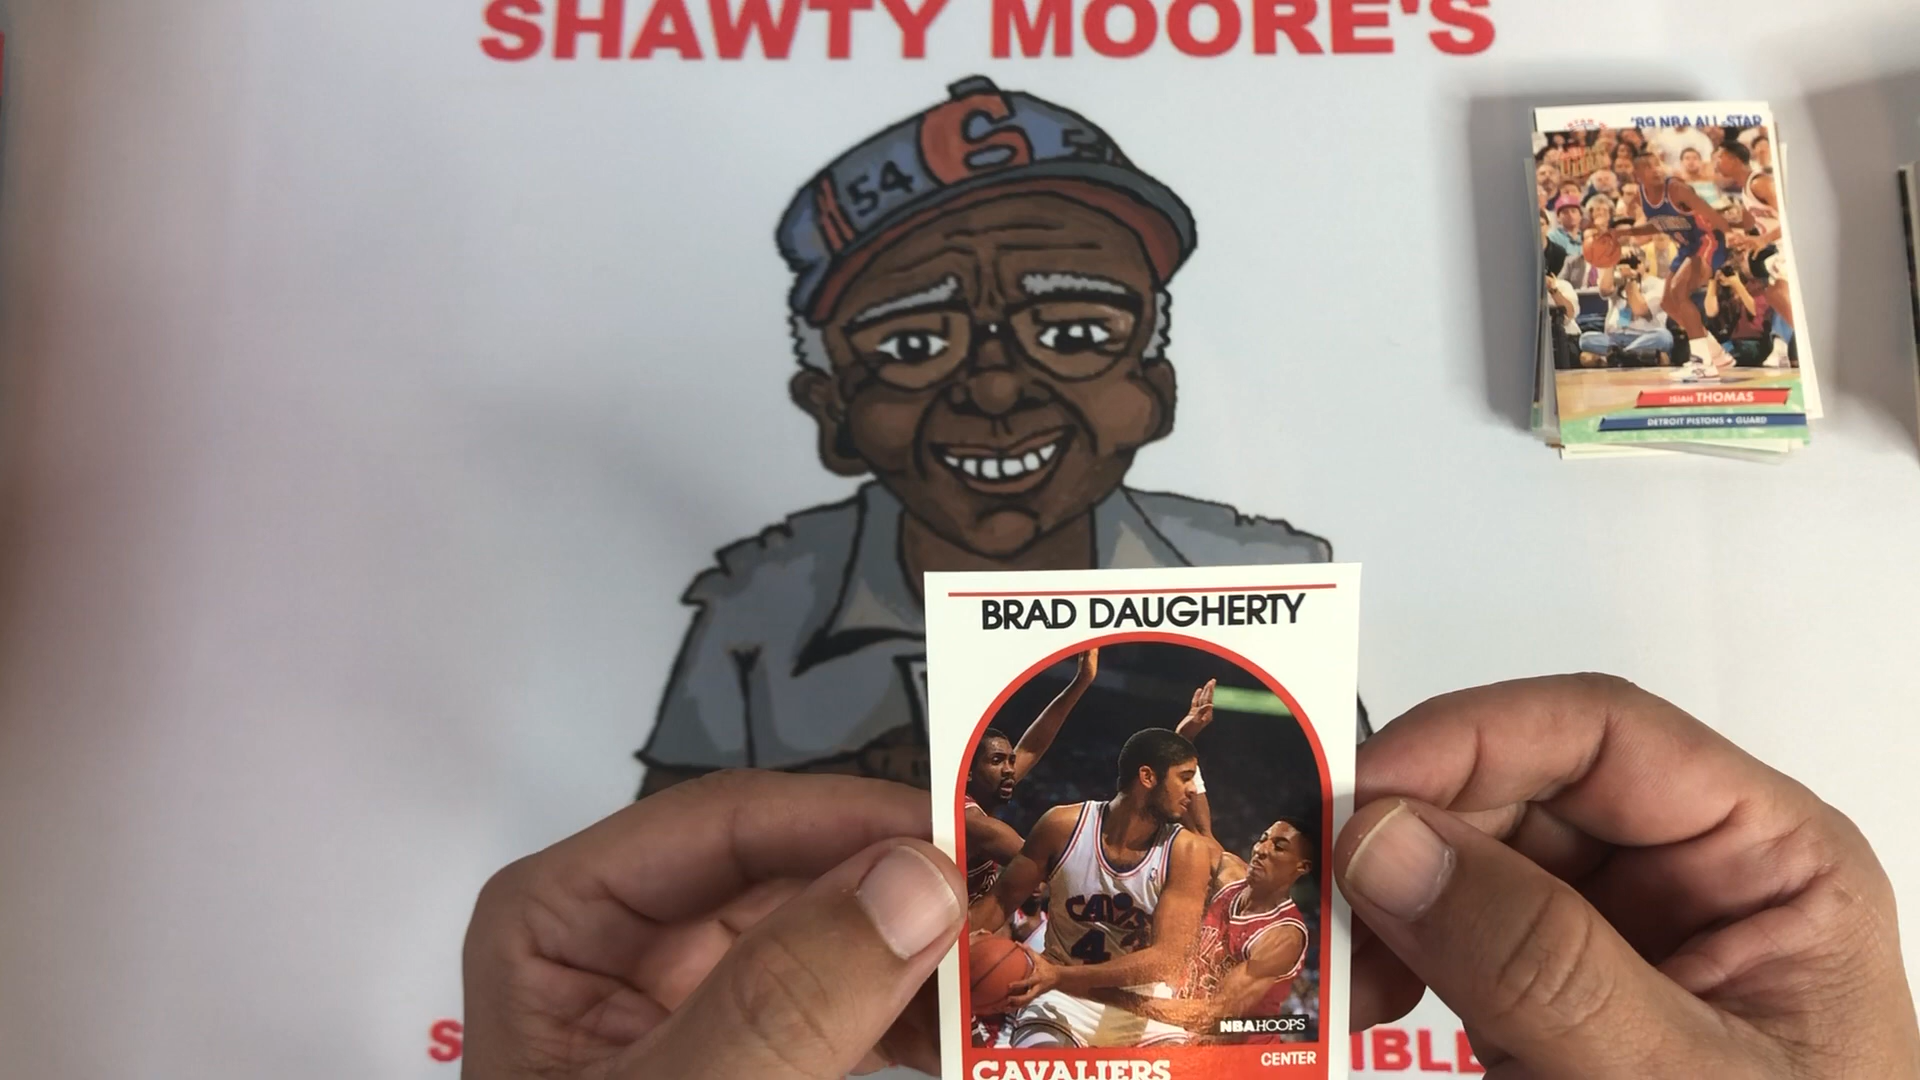 SHAWTY MOORE'S
54
6
'89 NBA ALL-STAR
ISIAH THOMAS
DETROIT PISTONS • GUARD
BRAD DAUGHERTY
CAVS
NBA HOOPS
CENTER
CAVALIERS